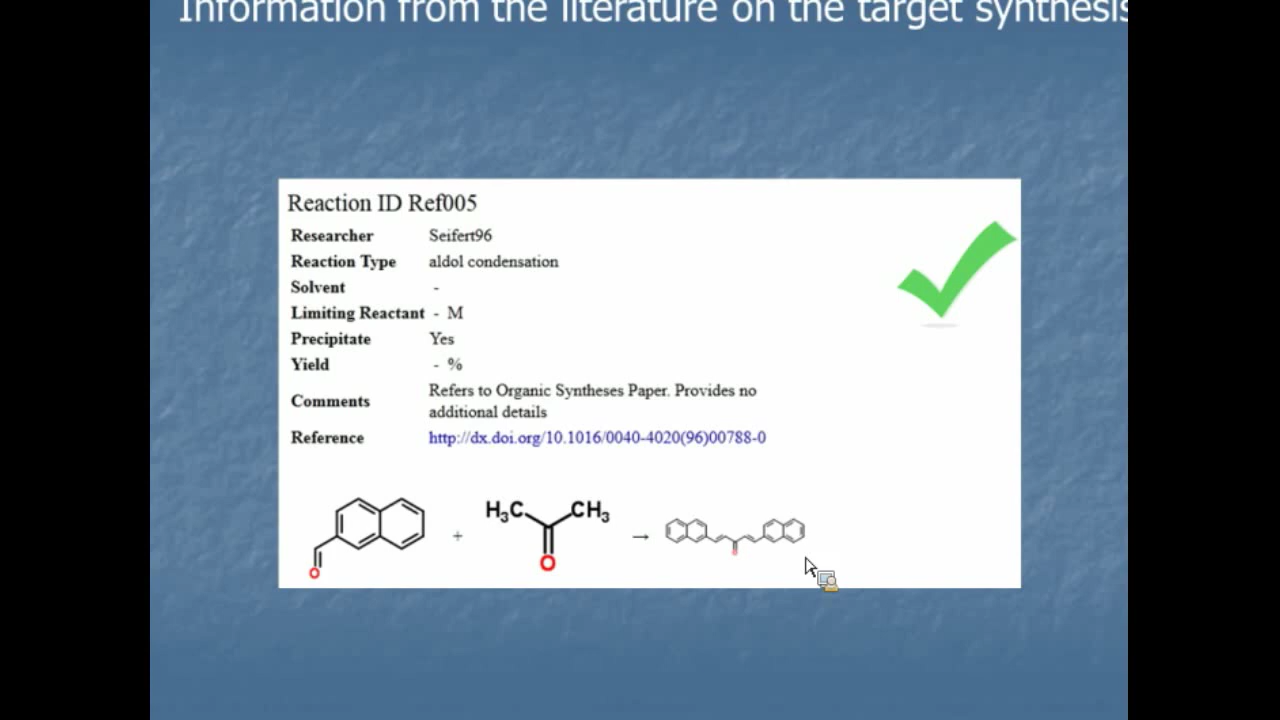 Information from the literature on the target synthesis
Reaction ID Ref005
Researcher Seifert96
Reaction Type aldol condensation
Solvent -
Limiting Reactant - M
Precipitate Yes
Yield - %
Comments Refers to Organic Syntheses Paper. Provides no
additional details
Reference http://dx.doi.org/10.1016/0040-4020(96)00788-0
H3C CH3
+ →
O O O